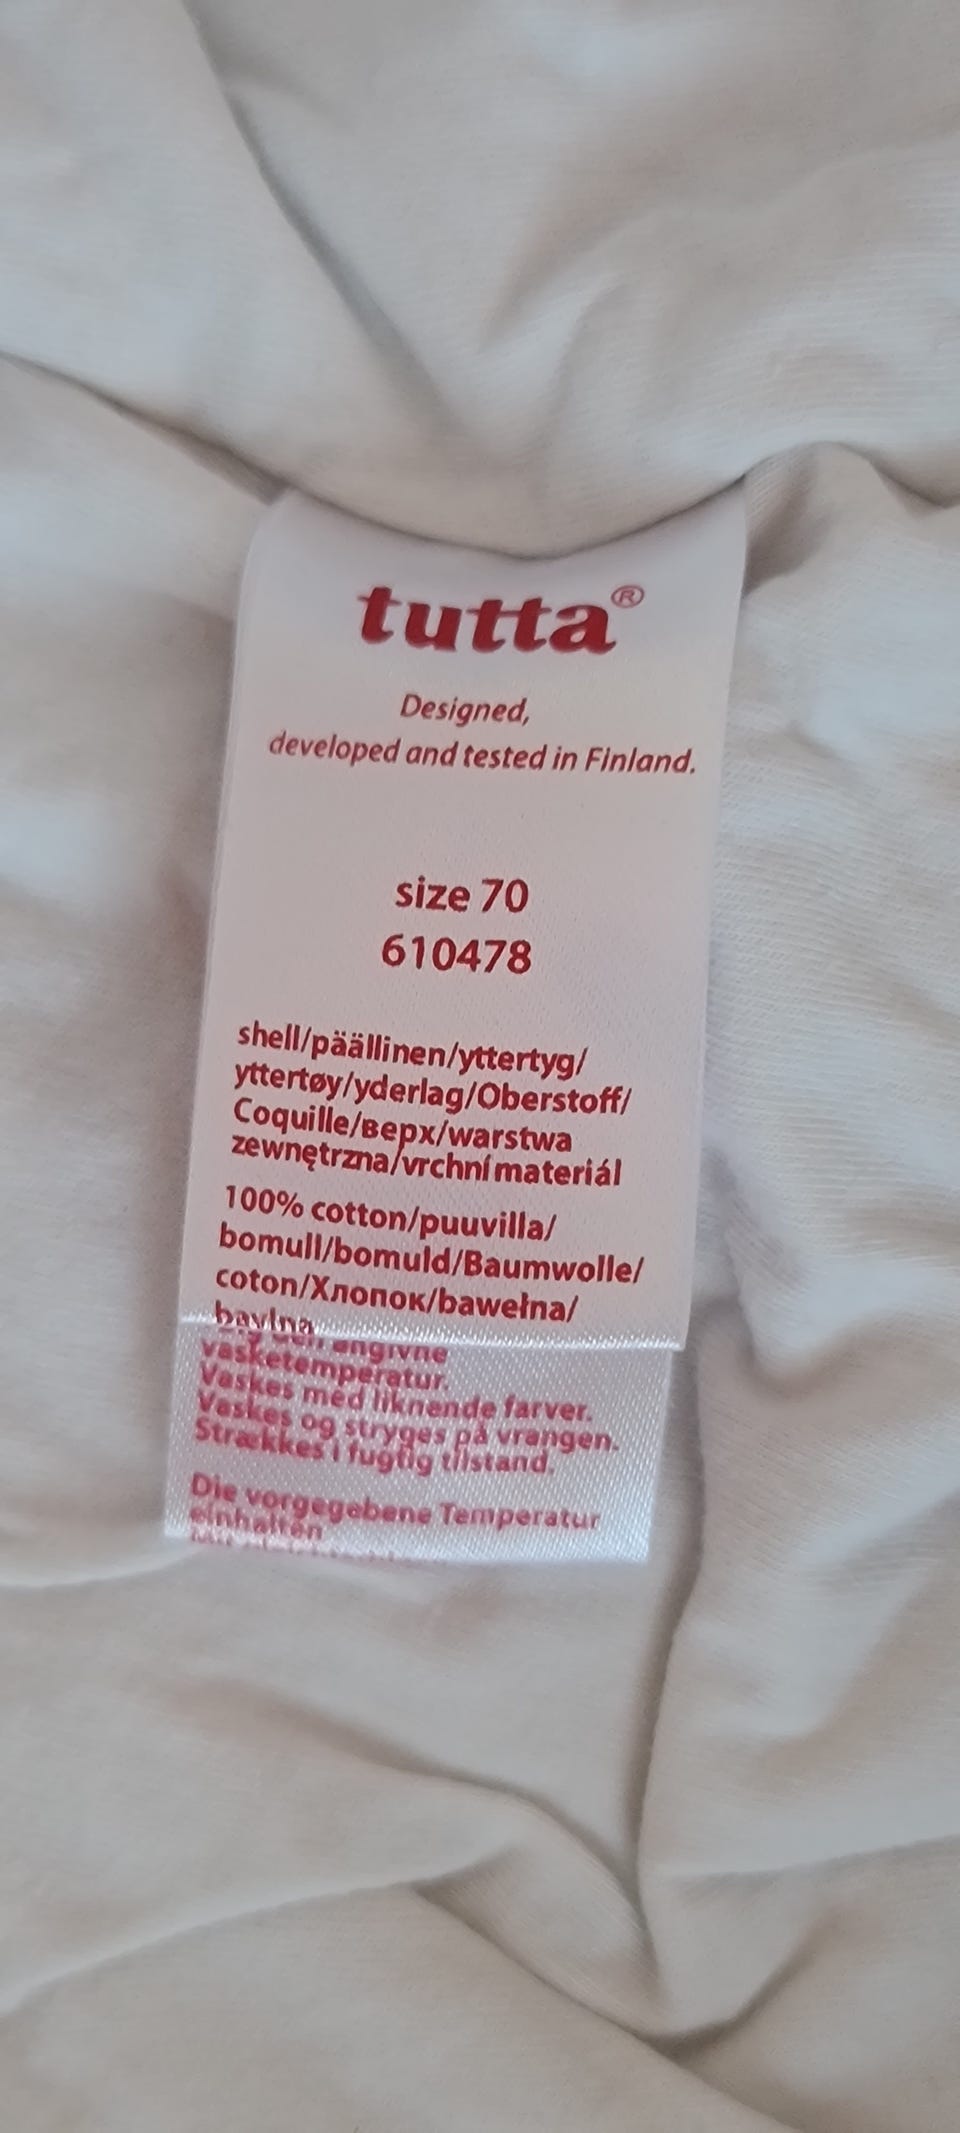 tutta®
Designed,
developed and tested in Finland.
size 70
610478
shell/päällinen/yttertyg/
yttertøy/yderlag/Oberstoff/
Coquille/верх/warstwa
zewnętrzna/vrchní materiál
100% cotton/puuvilla/
bomull/bomuld/Baumwolle/
coton/Хлопок/bawełna/
bavlna
angivne
vasketemperatur.
Vaskes med liknende farver.
Vaskes og stryges på vrangen.
Strækkes i fugtig tilstand.
Die vorgegebene Temperatur
einhalten